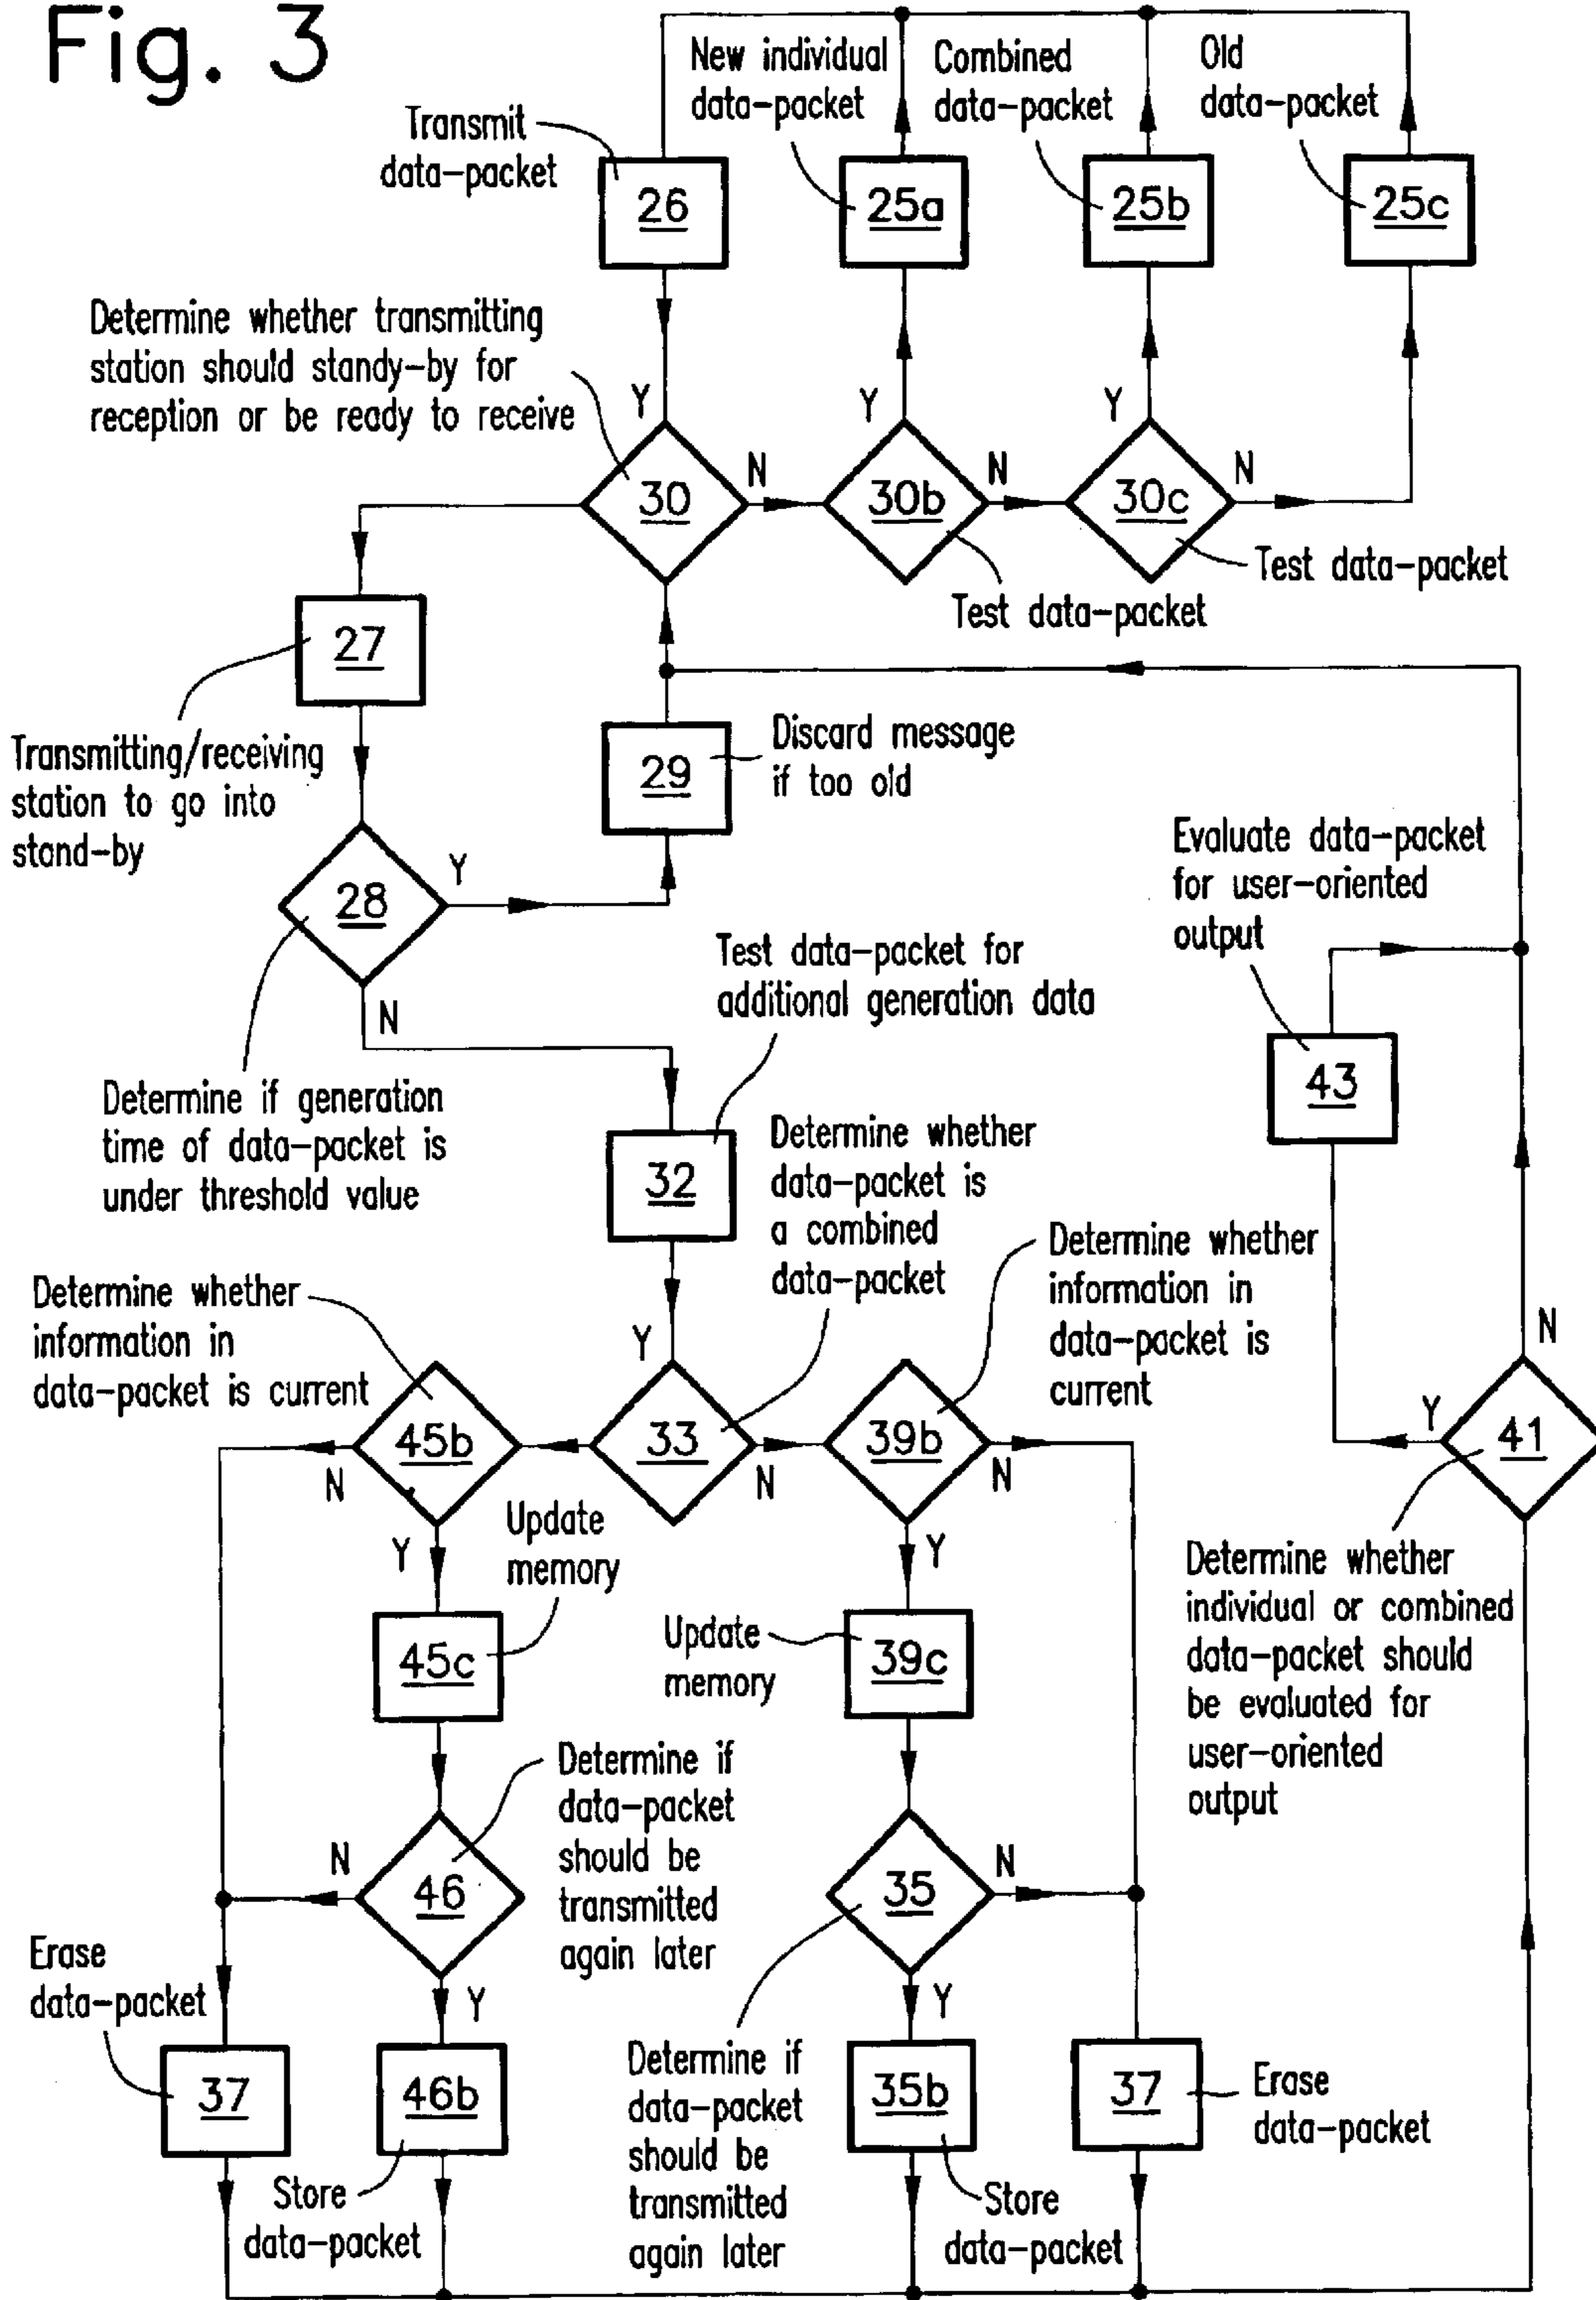 Fig. 3
Transmit
data-packet
New individual
data-packet
Combined
data-packet
Old
data-packet
26
25a
25b
25c
Determine whether transmitting
station should standy-by for
reception or be ready to receive
Y
Y
Y
30
N
30b
N
30c
N
Test data-packet
Test data-packet
27
Transmitting/receiving
station to go into
stand-by
29
Discard message
if too old
28
Y
N
Evaluate data-packet
for user-oriented
output
43
Test data-packet for
additional generation data
Determine if generation
time of data-packet is
under threshold value
32
Determine whether
data-packet is
a combined
data-packet
Determine whether
information in
data-packet is
current
Determine whether
information in
data-packet is current
Y
45b
N
33
N
39b
N
Y
41
N
Y
Update
memory
45c
Y
Update
memory
39c
Determine whether
individual or combined
data-packet should
be evaluated for
user-oriented
output
Determine if
data-packet
should be
transmitted
again later
N
46
Y
35
N
Y
Erase
data-packet
37
46b
Store
data-packet
Determine if
data-packet
should be
transmitted
again later
35b
Store
data-packet
37
Erase
data-packet